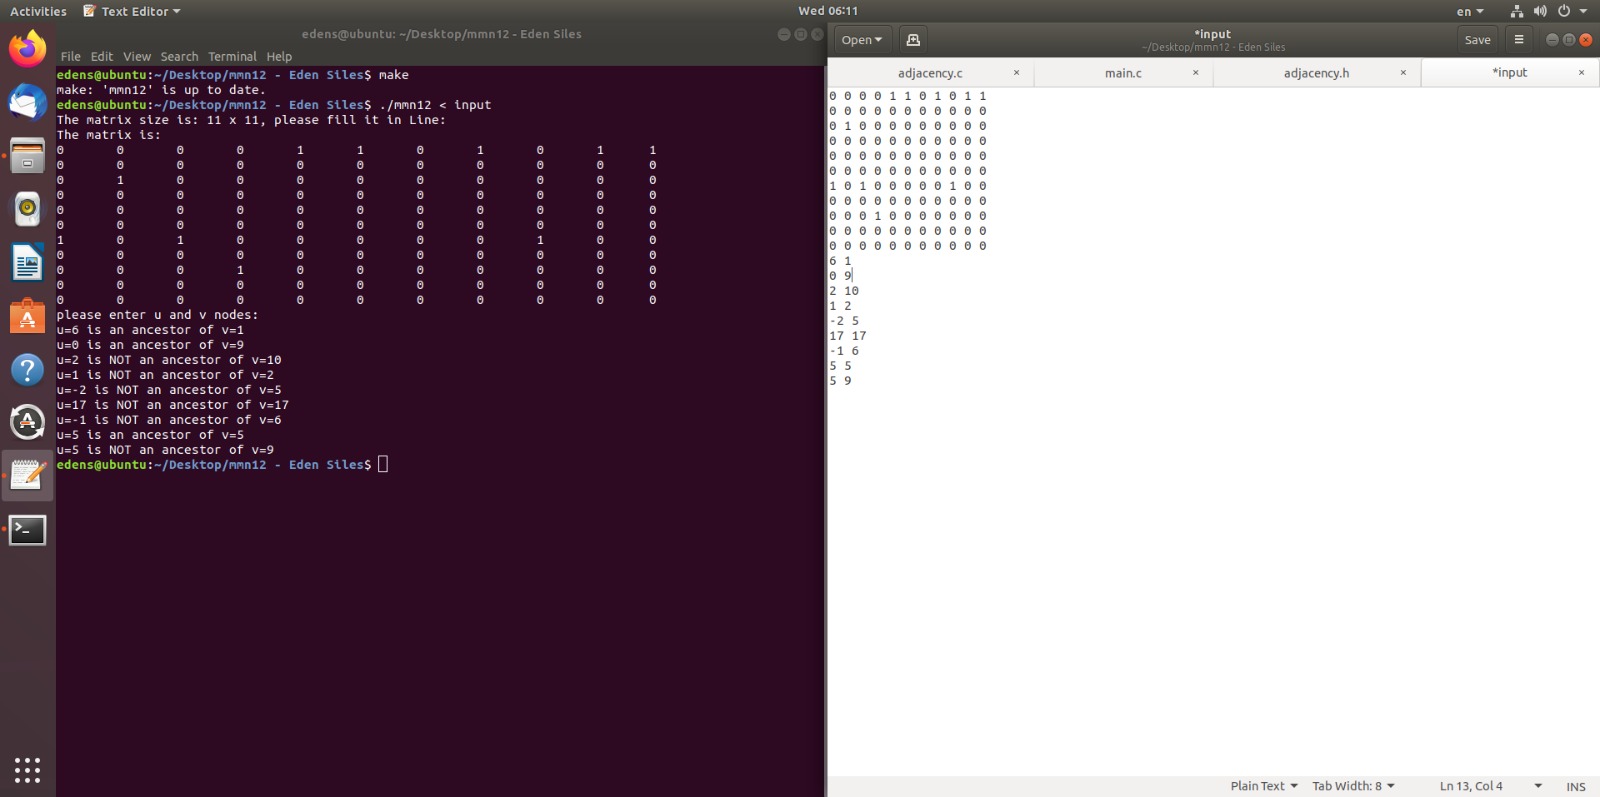 Activities Text Editor Wed 06:11 en
edens@ubuntu: ~/Desktop/mmn12 - Eden Siles
File Edit View Search Terminal Help
edens@ubuntu:~/Desktop/mmn12 - Eden Siles$ make
make: 'mmn12' is up to date.
edens@ubuntu:~/Desktop/mmn12 - Eden Siles$ ./mmn12 < input
The matrix size is: 11 x 11, please fill it in Line:
The matrix is:
0 0 0 0 1 1 0 1 0 1 1
0 0 0 0 0 0 0 0 0 0 0
0 1 0 0 0 0 0 0 0 0 0
0 0 0 0 0 0 0 0 0 0 0
0 0 0 0 0 0 0 0 0 0 0
0 0 0 0 0 0 0 0 0 0 0
1 0 1 0 0 0 0 0 1 0 0
0 0 0 0 0 0 0 0 0 0 0
0 0 0 1 0 0 0 0 0 0 0
0 0 0 0 0 0 0 0 0 0 0
0 0 0 0 0 0 0 0 0 0 0
please enter u and v nodes:
u=6 is an ancestor of v=1
u=0 is an ancestor of v=9
u=2 is NOT an ancestor of v=10
u=1 is NOT an ancestor of v=2
u=-2 is NOT an ancestor of v=5
u=17 is NOT an ancestor of v=17
u=-1 is NOT an ancestor of v=6
u=5 is an ancestor of v=5
u=5 is NOT an ancestor of v=9
edens@ubuntu:~/Desktop/mmn12 - Eden Siles$
Open *input Save
~/Desktop/mmn12 - Eden Siles
adjacency.c × main.c × adjacency.h × *input ×
0 0 0 0 1 1 0 1 0 1 1
0 0 0 0 0 0 0 0 0 0 0
0 1 0 0 0 0 0 0 0 0 0
0 0 0 0 0 0 0 0 0 0 0
0 0 0 0 0 0 0 0 0 0 0
0 0 0 0 0 0 0 0 0 0 0
1 0 1 0 0 0 0 0 1 0 0
0 0 0 0 0 0 0 0 0 0 0
0 0 0 1 0 0 0 0 0 0 0
0 0 0 0 0 0 0 0 0 0 0
0 0 0 0 0 0 0 0 0 0 0
6 1
0 9
2 10
1 2
-2 5
17 17
-1 6
5 5
5 9
Plain Text Tab Width: 8 Ln 13, Col 4 INS